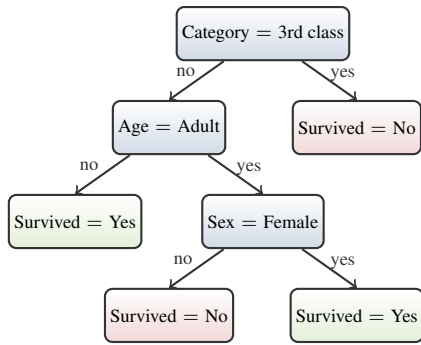 Category = 3rd class
no
yes
Age = Adult
Survived = No
no
yes
Survived = Yes
Sex = Female
no
yes
Survived = No
Survived = Yes